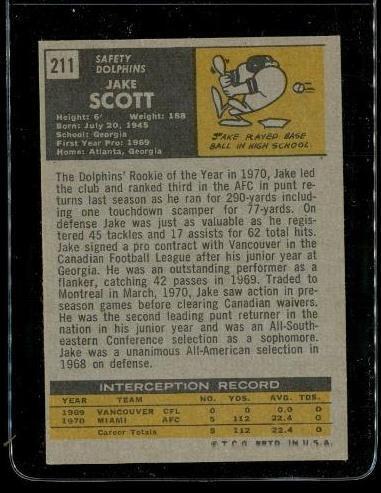 211
SAFETY
DOLPHINS
JAKE
SCOTT
Height: 6' Weight: 188
Born: July 20, 1945
School: Georgia
First Year Pro: 1969
Home: Atlanta, Georgia
JAKE PLAYED BASE
BALL IN HIGH SCHOOL
The Dolphins' Rookie of the Year in 1970, Jake led
the club and ranked third in the AFC in punt re-
turns last season as he ran for 290-yards includ-
ing one touchdown scamper for 77-yards. On
defense Jake was just as valuable as he regist-
ered 45 tackles and 17 assists for 62 total hits.
Jake signed a pro contract with Vancouver in the
Canadian Football League after his junior year at
Georgia. He was an outstanding performer as a
flanker, catching 42 passes in 1969. Traded to
Montreal in March, 1970, Jake saw action in pre-
season games before clearing Canadian waivers.
He was the second leading punt returner in the
nation in his junior year and was an All-South-
eastern Conference selection as a sophomore.
Jake was a unanimous All-American selection in
1968 on defense.
INTERCEPTION RECORD
YEAR TEAM NO. YDS. AVG. TDS.
1969 VANCOUVER CFL 0 0 0.0 0
1970 MIAMI AFC 5 112 22.4 0
Career Totals 5 112 22.4 0
© T.C.G. PRTD. IN U.S.A.